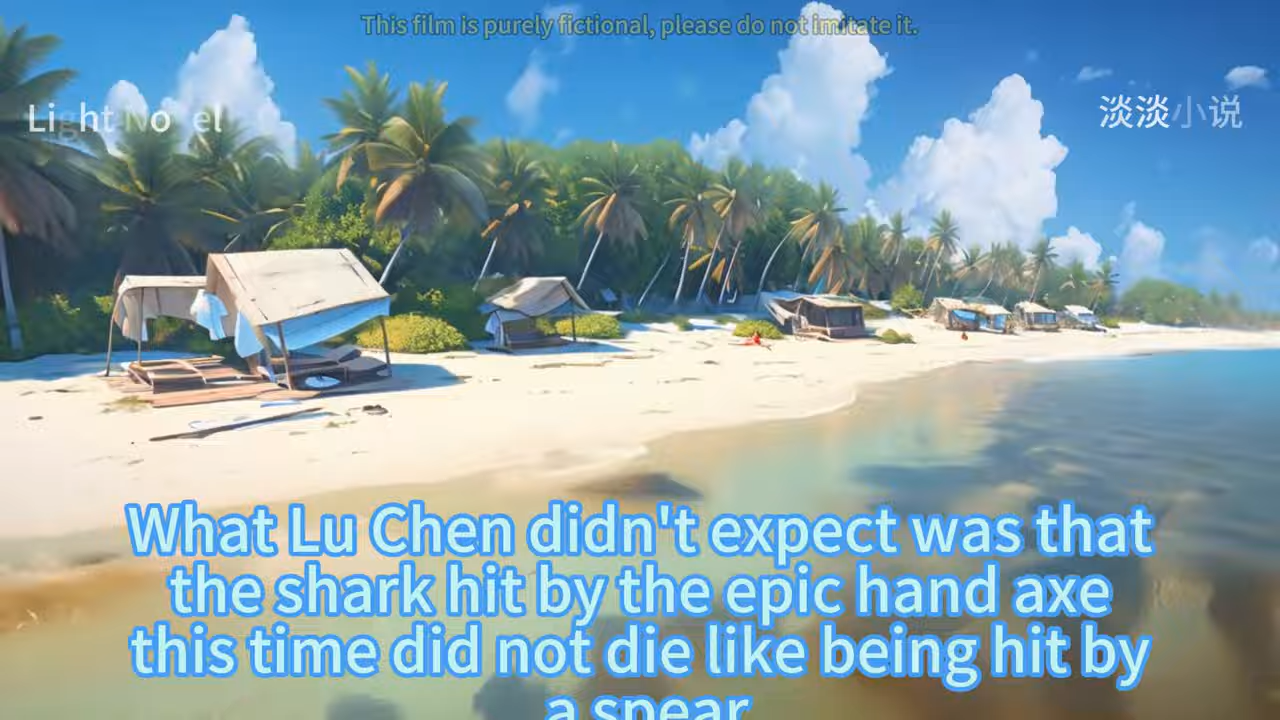 This film is purely fictional, please do not imitate it.
Light No el
淡淡小说
What Lu Chen didn't expect was that
the shark hit by the epic hand axe
this time did not die like being hit by
a spear